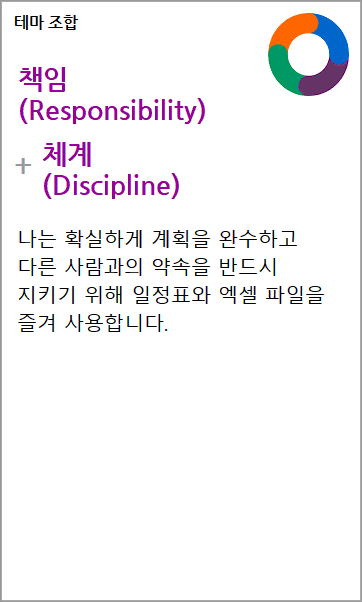 테마 조합
책임
(Responsibility)
+ 체계
(Discipline)
나는 확실하게 계획을 완수하고
다른 사람과의 약속을 반드시
지키기 위해 일정표와 엑셀 파일을
즐겨 사용합니다.